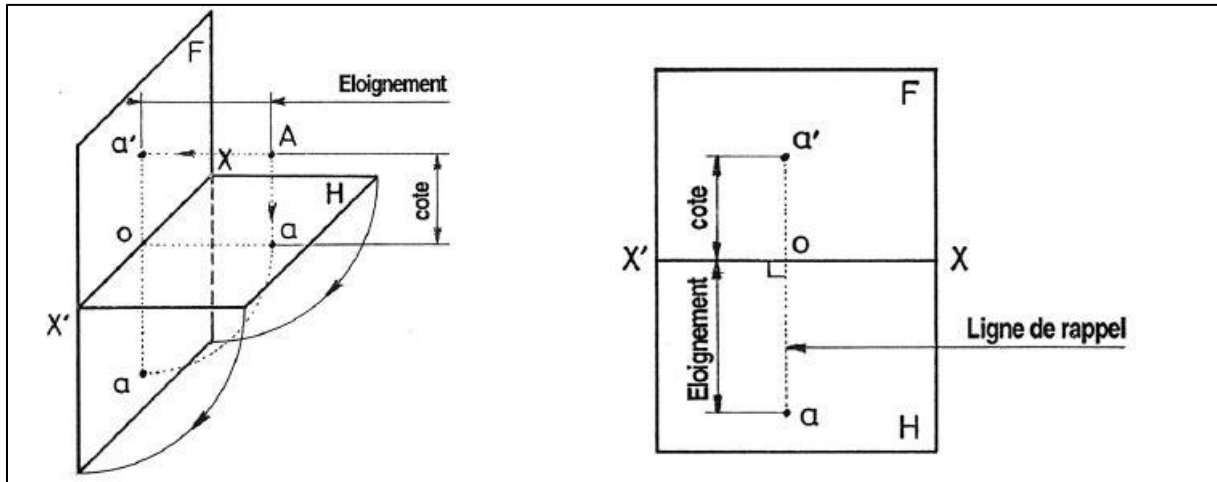 F
Eloignement
a'
A
X
H
cote
o
a
X'
a
F
a'
cote
o
X'
X
Eloignement
Ligne de rappel
a
H